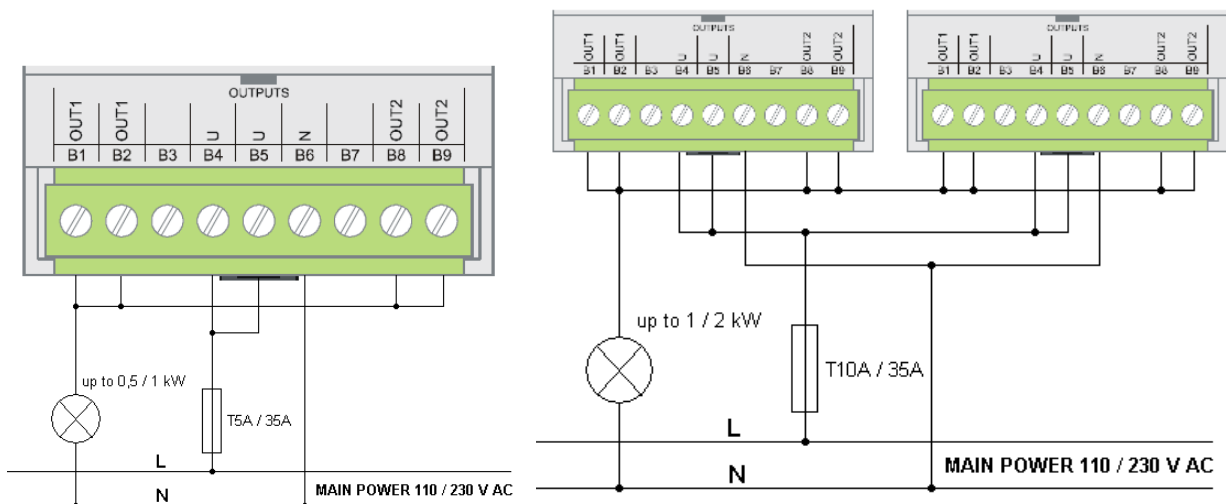 OUTPUTS
OUT1 OUT1 U U N OUT2 OUT2
B1 B2 B3 B4 B5 B6 B7 B8 B9
up to 0,5 / 1 kW
T5A / 35A
L
N
MAIN POWER 110 / 230 V AC
OUTPUTS
OUT1 OUT1 U U N OUT2 OUT2
B1 B2 B3 B4 B5 B6 B7 B8 B9
OUTPUTS
OUT1 OUT1 U U N OUT2 OUT2
B1 B2 B3 B4 B5 B6 B7 B8 B9
up to 1 / 2 kW
T10A / 35A
L
N
MAIN POWER 110 / 230 V AC